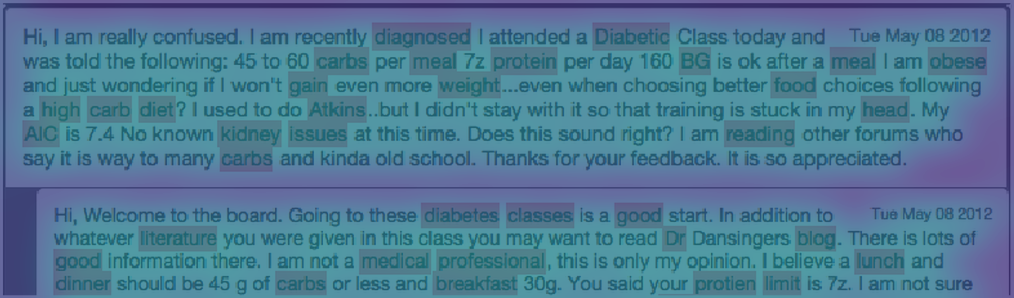 Hi, I am really confused. I am recently diagnosed I attended a Diabetic Class today and Tue May 08 2012
was told the following: 45 to 60 carbs per meal 7z protein per day 160 BG is ok after a meal I am obese
and just wondering if I won't gain even more weight...even when choosing better food choices following
a high carb diet? I used to do Atkins..but I didn't stay with it so that training is stuck in my head. My
AIC is 7.4 No known kidney issues at this time. Does this sound right? I am reading other forums who
say it is way to many carbs and kinda old school. Thanks for your feedback. It is so appreciated.
Hi, Welcome to the board. Going to these diabetes classes is a good start. In addition to Tue May 08 2012
whatever literature you were given in this class you may want to read Dr Dansingers blog. There is lots of
good information there. I am not a medical professional, this is only my opinion. I believe a lunch and
dinner should be 45 g of carbs or less and breakfast 30g. You said your protien limit is 7z. I am not sure